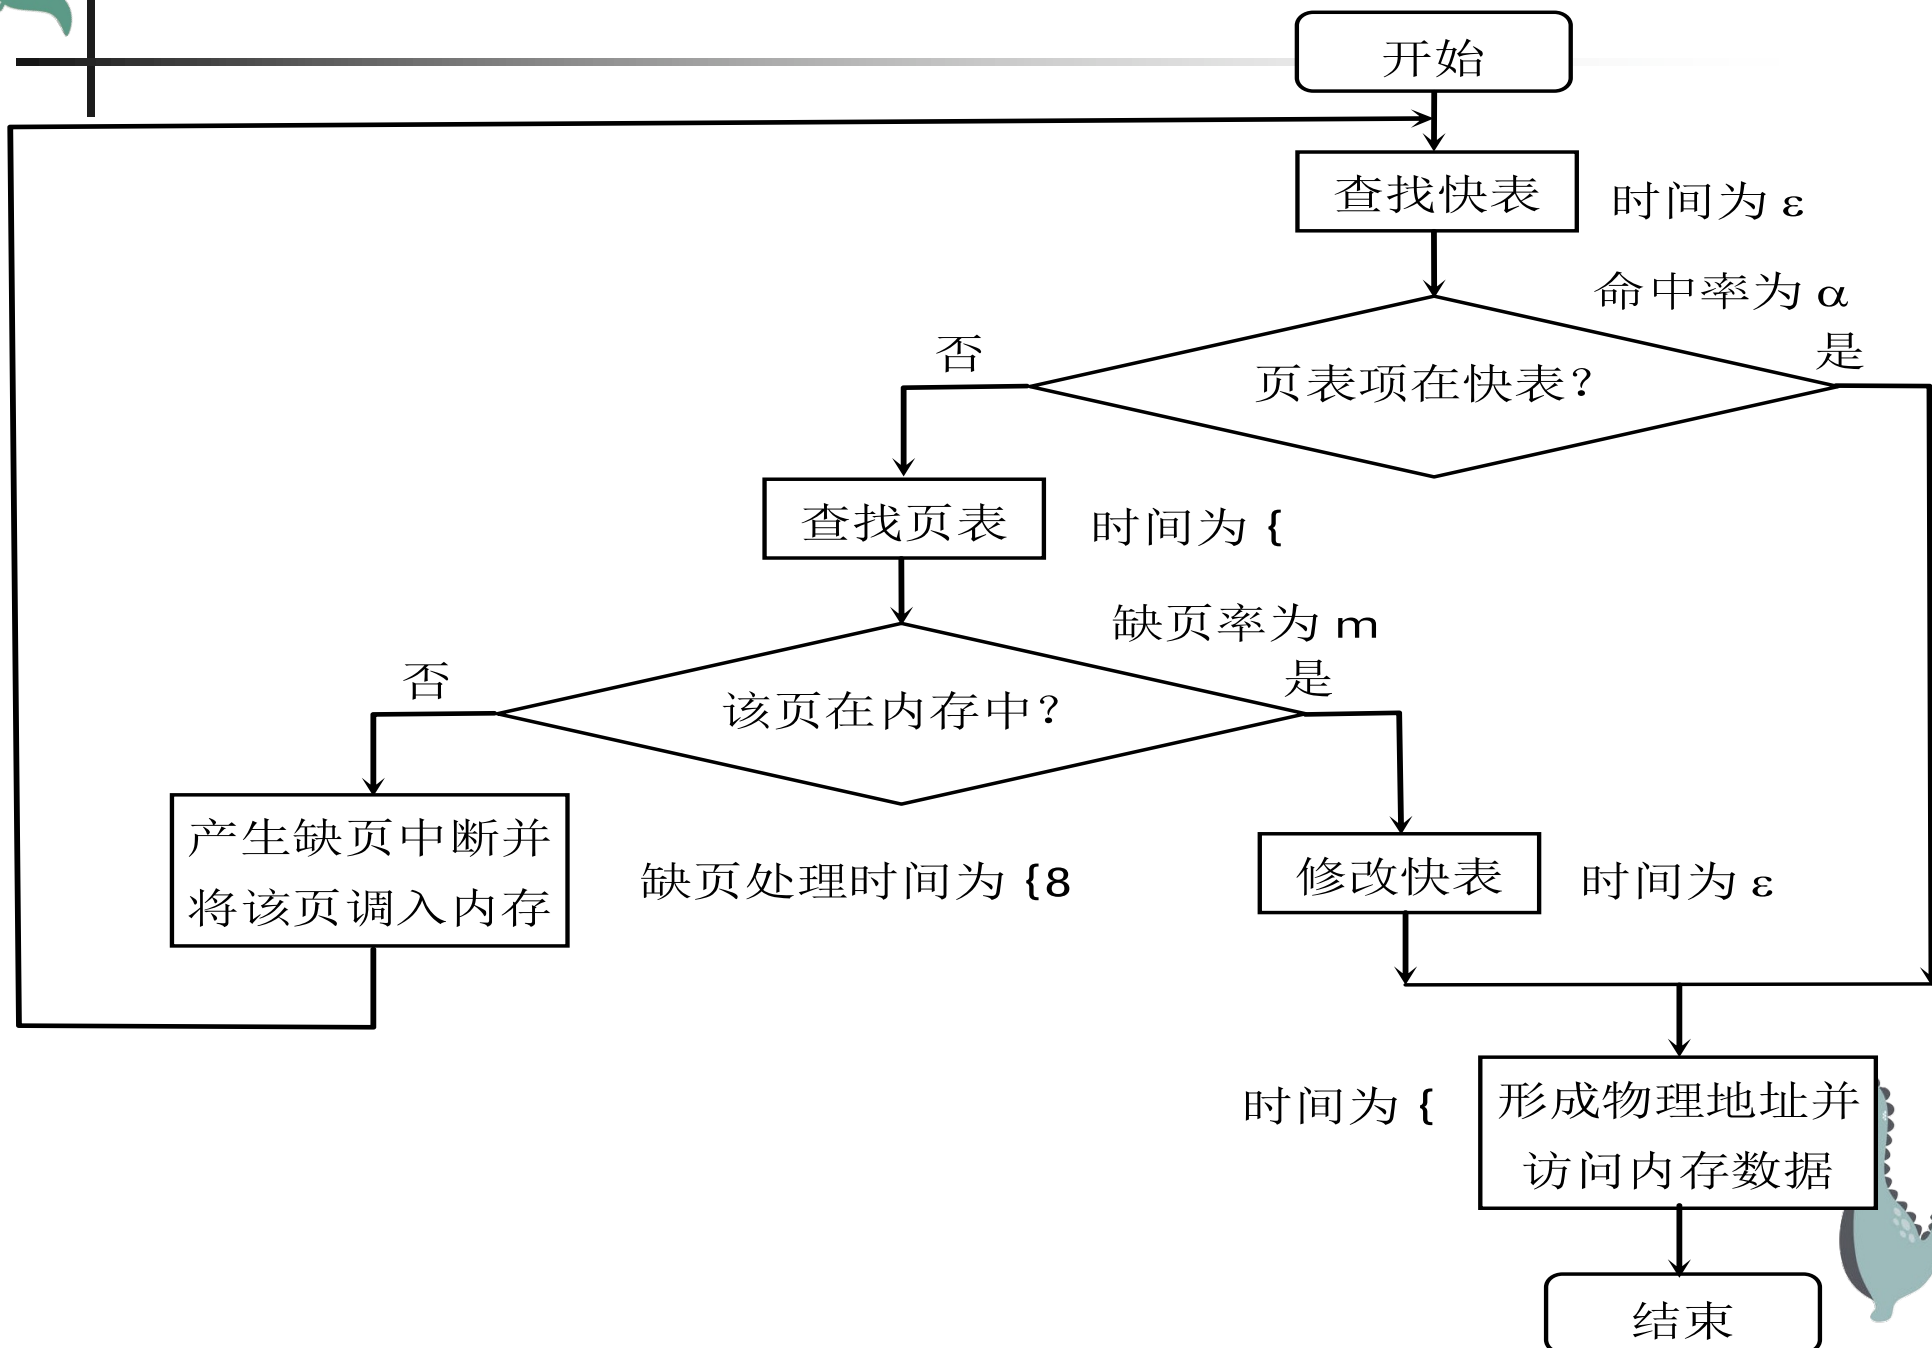 开始
查找快表
时间为 ε
命中率为 α
否
是
页表项在快表?
查找页表
时间为 {
缺页率为 m
否
是
该页在内存中?
产生缺页中断并
将该页调入内存
缺页处理时间为 {8
修改快表
时间为 ε
时间为 {
形成物理地址并
访问内存数据
结束